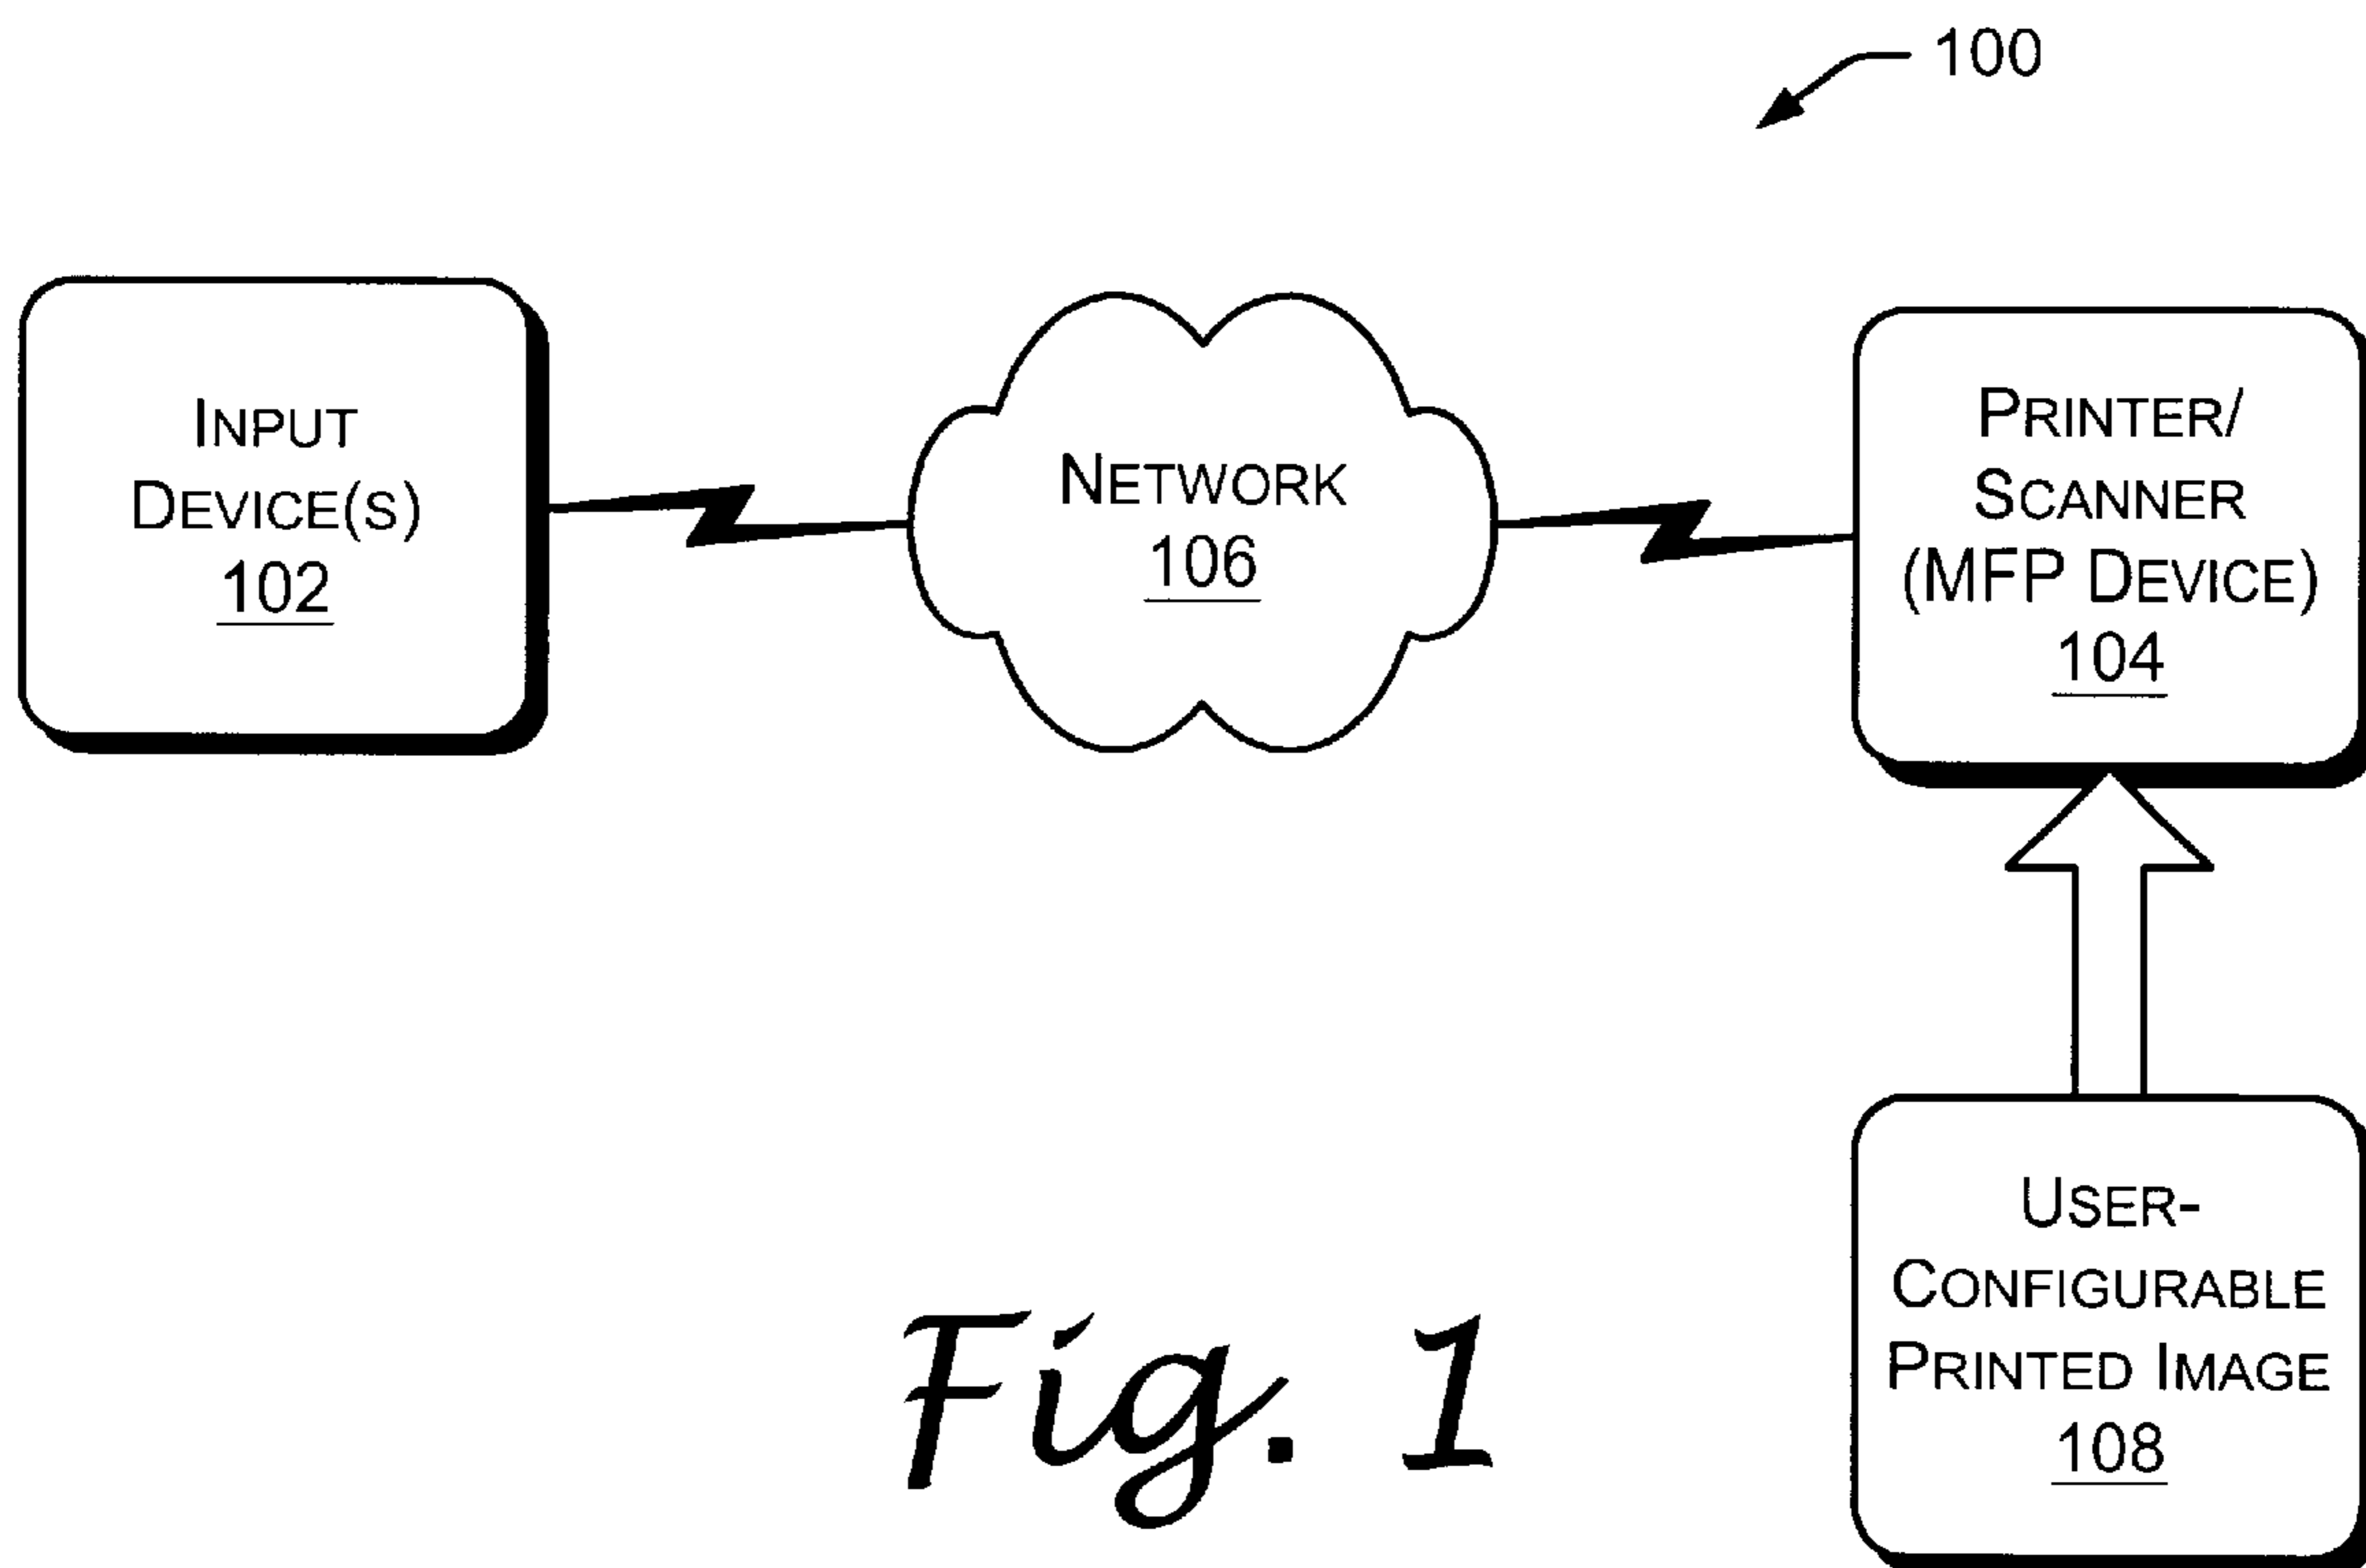 100
INPUT
DEVICE(S)
102
NETWORK
106
PRINTER/
SCANNER
(MFP DEVICE)
104
USER-
CONFIGURABLE
PRINTED IMAGE
108
Fig. 1